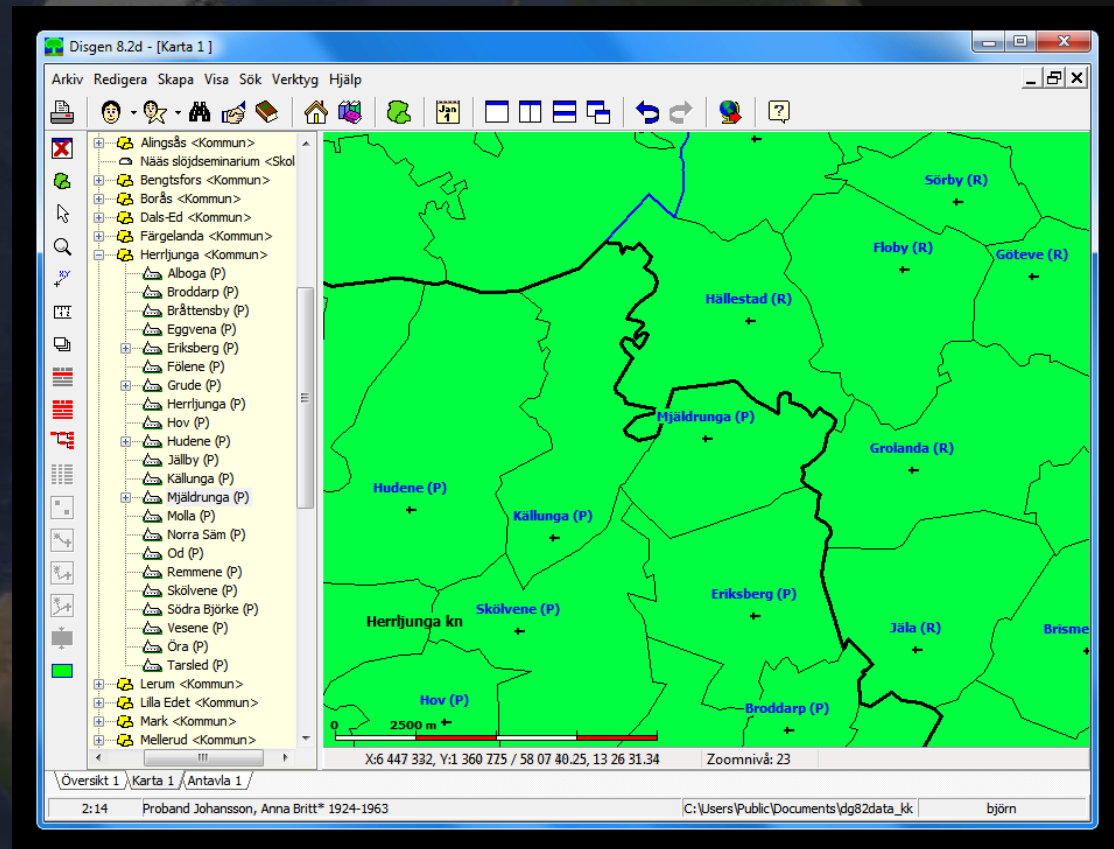 Disgen 8.2d - [Karta 1 ]
Arkiv Redigera Skapa Visa Sök Verktyg Hjälp
Jan
1
?
XY
Alingsås <Kommun>
Nääs slöjdseminarium <Skol
Bengtsfors <Kommun>
Borås <Kommun>
Dals-Ed <Kommun>
Färgelanda <Kommun>
Herrljunga <Kommun>
Alboga (P)
Broddarp (P)
Bråttensby (P)
Eggvena (P)
Eriksberg (P)
Fölene (P)
Grude (P)
Herrljunga (P)
Hov (P)
Hudene (P)
Jällby (P)
Källunga (P)
Mjäldrunga (P)
Molla (P)
Norra Säm (P)
Od (P)
Remmene (P)
Skölvene (P)
Södra Björke (P)
Vesene (P)
Öra (P)
Tarsled (P)
Lerum <Kommun>
Lilla Edet <Kommun>
Mark <Kommun>
Mellerud <Kommun>
Sörby (R)
Floby (R)
Göteve (R)
Hällestad (R)
Mjäldrunga (P)
Grolanda (R)
Hudene (P)
Källunga (P)
Eriksberg (P)
Skölvene (P)
Herrljunga kn
Jäla (R)
Brisme
Hov (P)
Broddarp (P)
0 2500 m
X:6 447 332, Y:1 360 775 / 58 07 40.25, 13 26 31.34 Zoomnivå: 23
Översikt 1 Karta 1 Antavla 1
2:14 Proband Johansson, Anna Britt* 1924-1963 C:\Users\Public\Documents\dg82data_kk björn